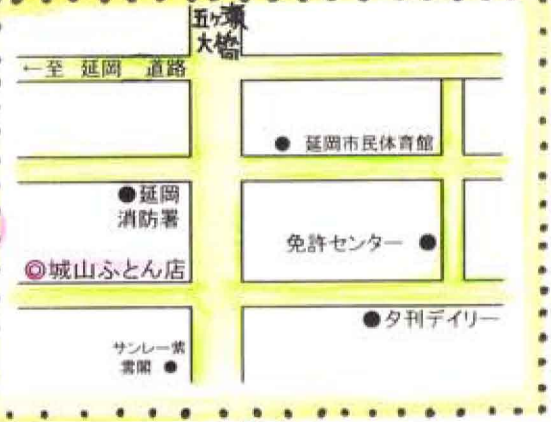 五ヶ瀬
大橋
←至 延岡 道路
● 延岡市民体育館
●延岡
消防署
免許センター ●
◎城山ふとん店
●夕刊デイリー
サンレー紫
雲閣 ●